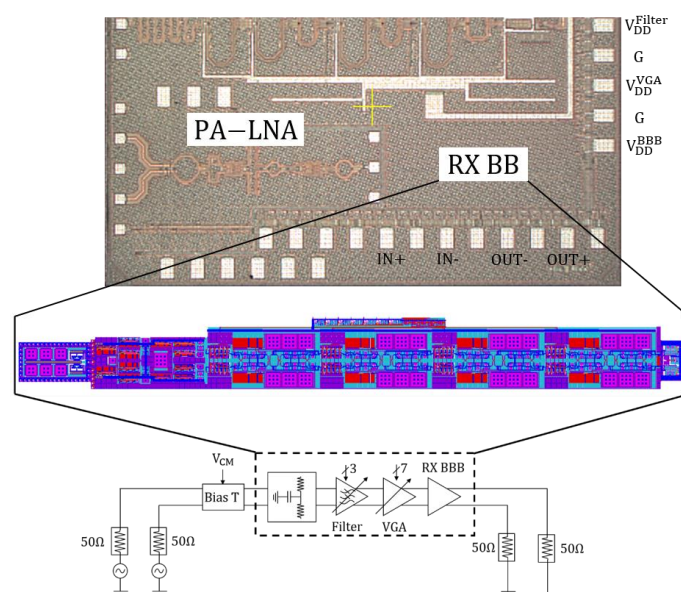 V_DD^Filter
G
V_DD^VGA
G
V_DD^BBB
PA−LNA
RX BB
IN+ IN- OUT- OUT+
V_CM
Bias T
3 7 RX BBB
Filter VGA
50Ω 50Ω 50Ω 50Ω